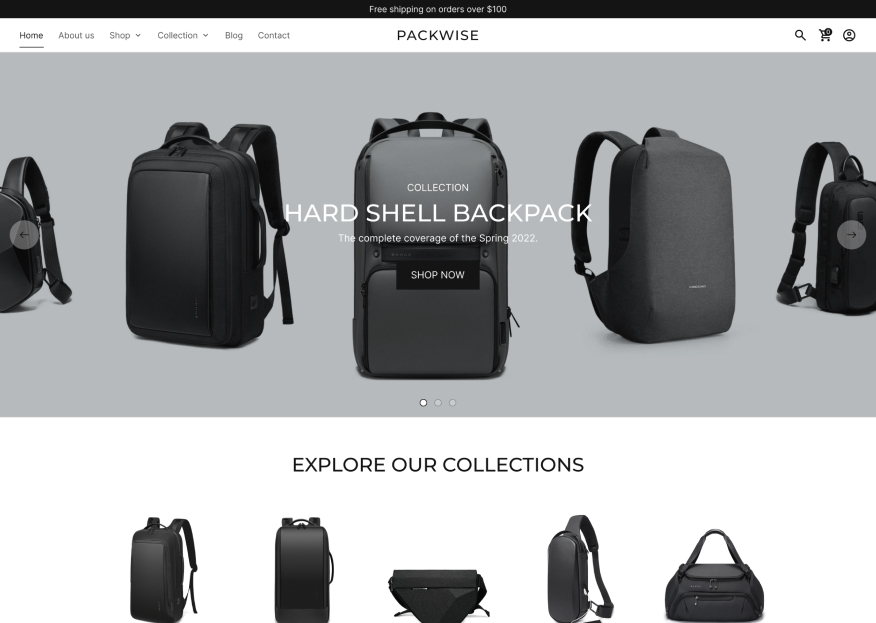 Free shipping on orders over $100
Home About us Shop Collection Blog Contact
PACKWISE
0
COLLECTION
HARD SHELL BACKPACK
The complete coverage of the Spring 2022.
SHOP NOW
EXPLORE OUR COLLECTIONS